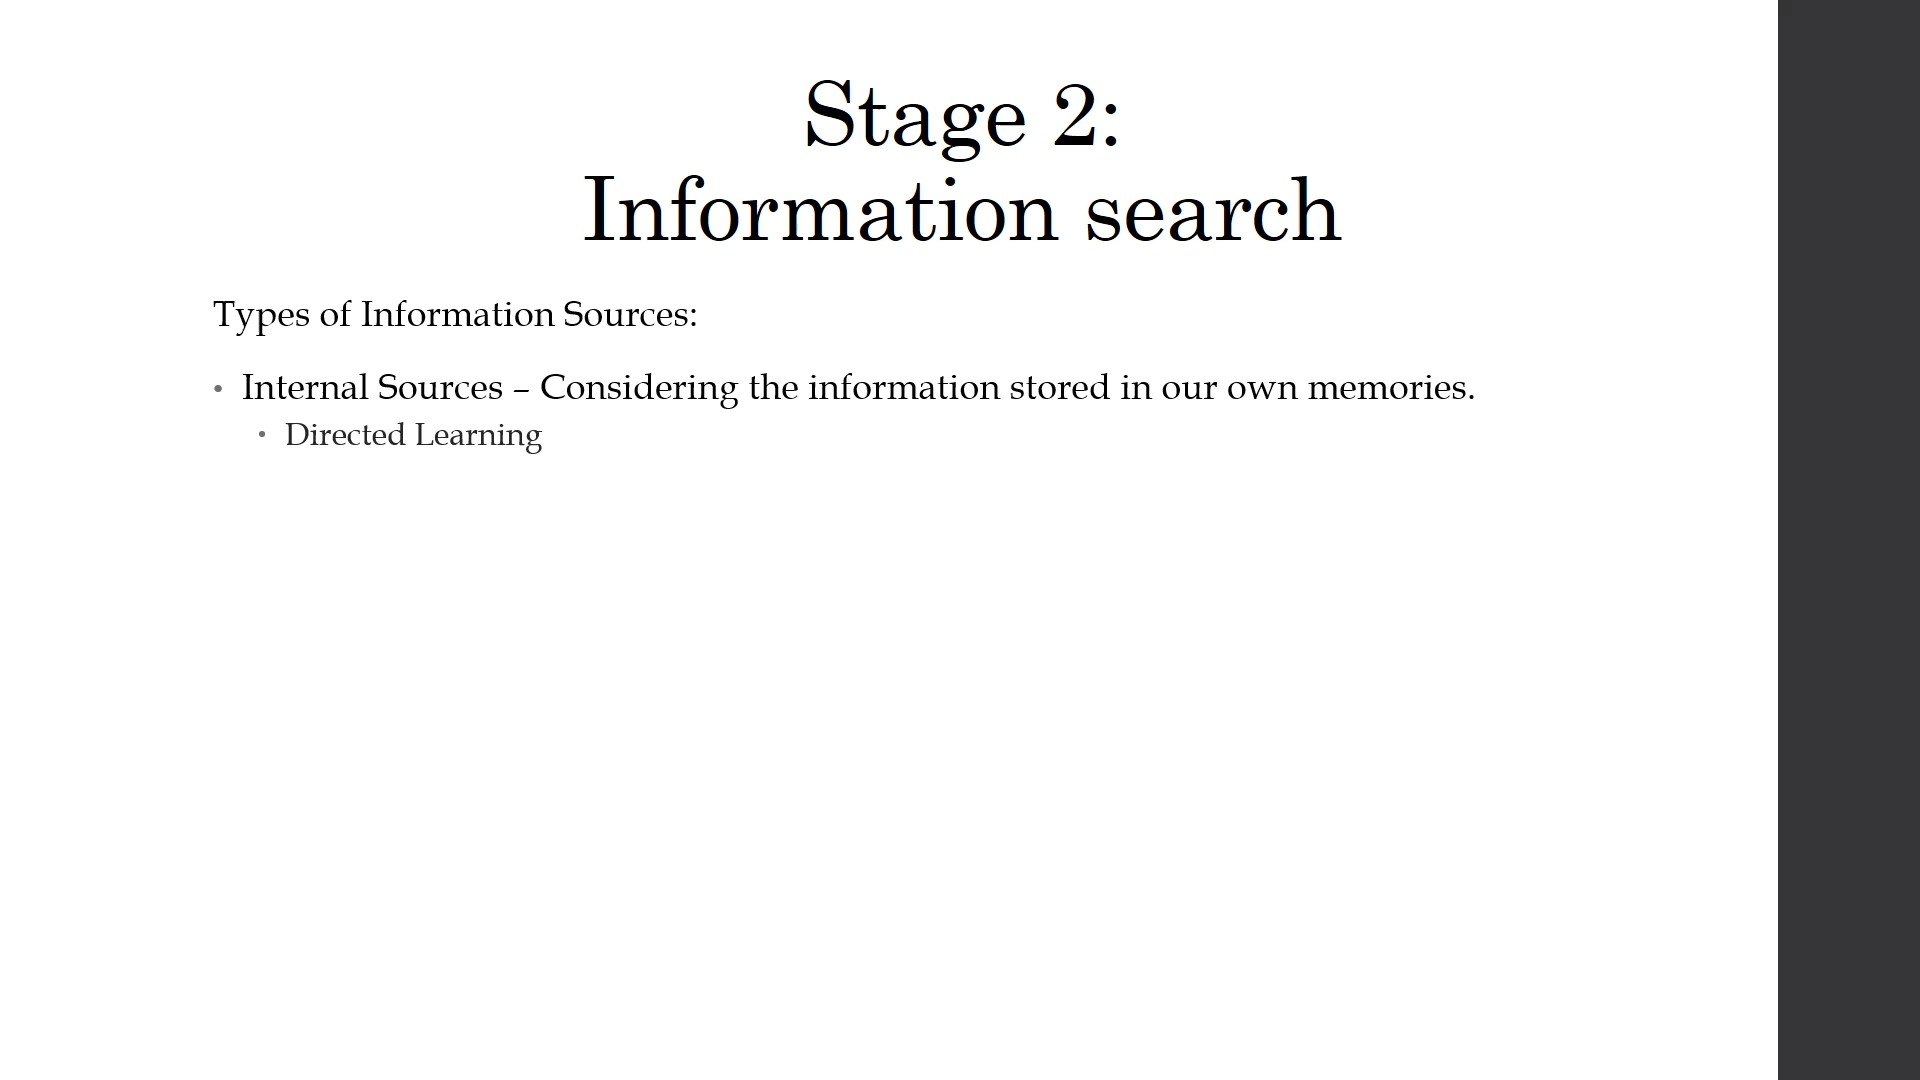 Stage 2:
Information search
Types of Information Sources:
• Internal Sources – Considering the information stored in our own memories.
• Directed Learning